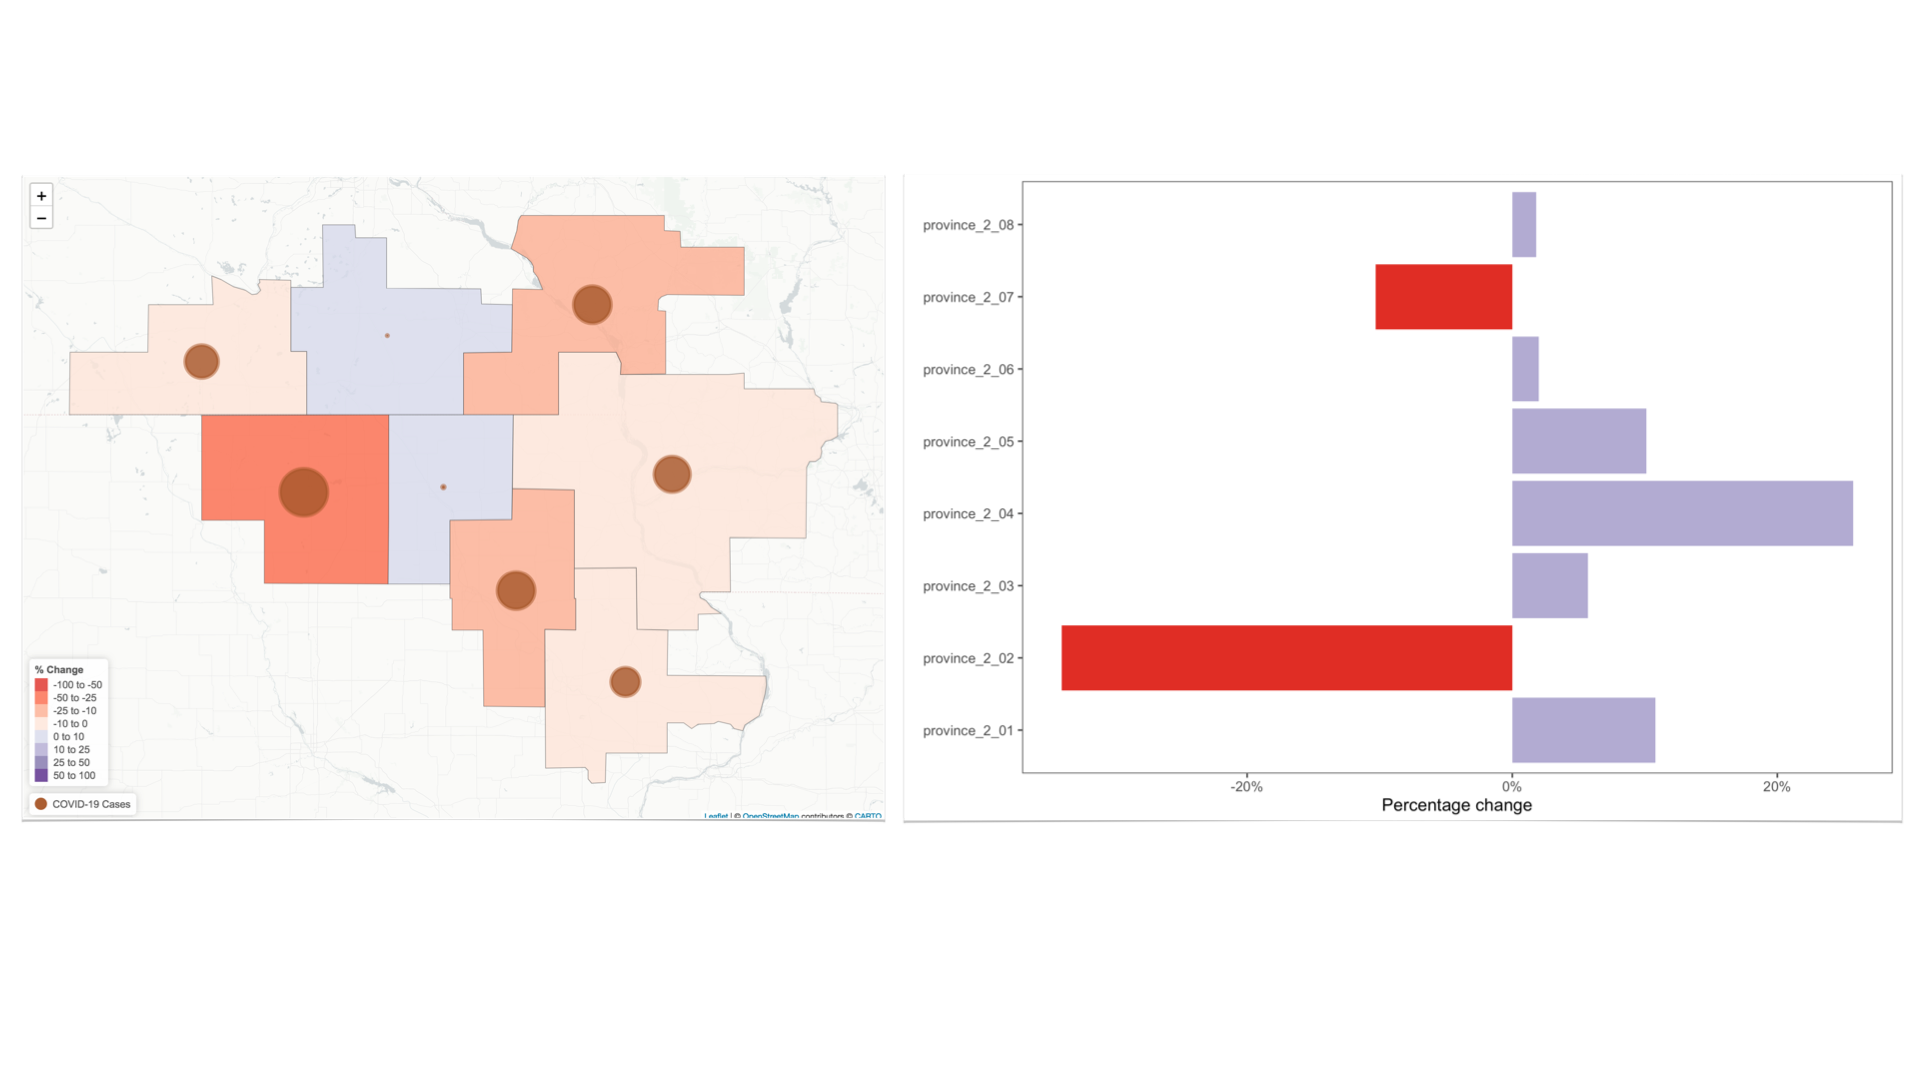 +
−
% Change
-100 to -50
-50 to -25
-25 to -10
-10 to 0
0 to 10
10 to 25
25 to 50
50 to 100
COVID-19 Cases
Leaflet | © OpenStreetMap contributors © CARTO
province_2_08
province_2_07
province_2_06
province_2_05
province_2_04
province_2_03
province_2_02
province_2_01
-20% 0% 20%
Percentage change